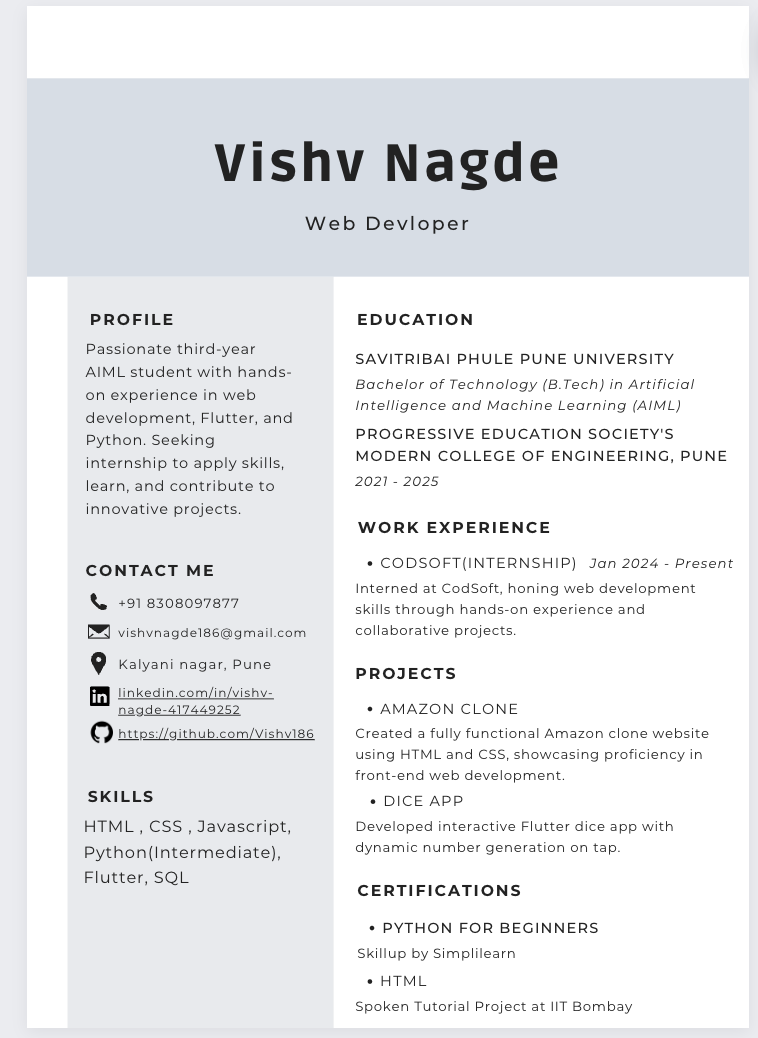 Vishv Nagde
Web Devloper
PROFILE
Passionate third-year
AIML student with hands-
on experience in web
development, Flutter, and
Python. Seeking
internship to apply skills,
learn, and contribute to
innovative projects.
CONTACT ME
+91 8308097877
vishvnagde186@gmail.com
Kalyani nagar, Pune
linkedin.com/in/vishv-
nagde-417449252
https://github.com/Vishv186
SKILLS
HTML , CSS , Javascript,
Python(Intermediate),
Flutter, SQL
EDUCATION
SAVITRIBAI PHULE PUNE UNIVERSITY
Bachelor of Technology (B.Tech) in Artificial
Intelligence and Machine Learning (AIML)
PROGRESSIVE EDUCATION SOCIETY'S
MODERN COLLEGE OF ENGINEERING, PUNE
2021 - 2025
WORK EXPERIENCE
• CODSOFT(INTERNSHIP) Jan 2024 - Present
Interned at CodSoft, honing web development
skills through hands-on experience and
collaborative projects.
PROJECTS
• AMAZON CLONE
Created a fully functional Amazon clone website
using HTML and CSS, showcasing proficiency in
front-end web development.
• DICE APP
Developed interactive Flutter dice app with
dynamic number generation on tap.
CERTIFICATIONS
• PYTHON FOR BEGINNERS
Skillup by Simplilearn
• HTML
Spoken Tutorial Project at IIT Bombay